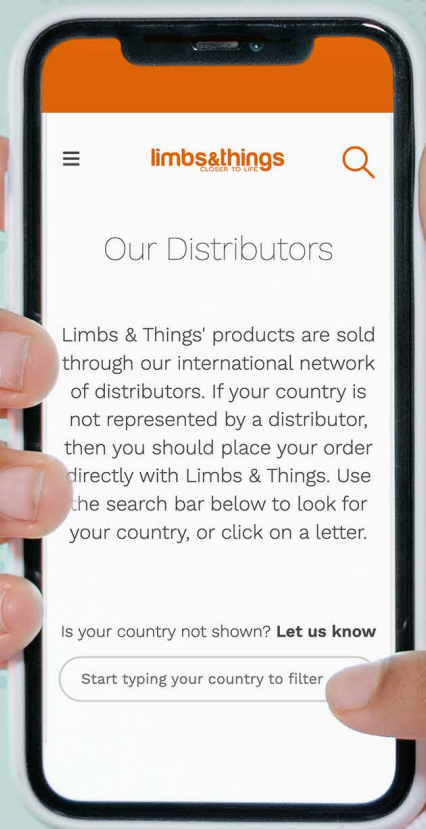 limbs&things
CLOSER TO LIFE
Our Distributors
Limbs & Things' products are sold
through our international network
of distributors. If your country is
not represented by a distributor,
then you should place your order
directly with Limbs & Things. Use
the search bar below to look for
your country, or click on a letter.
Is your country not shown? Let us know
Start typing your country to filter